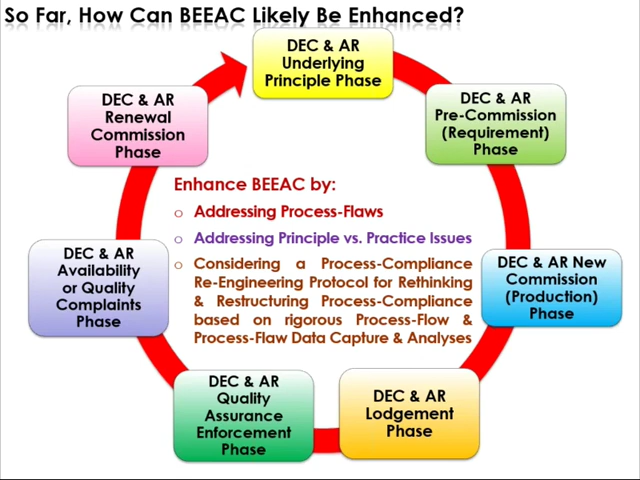 So Far, How Can BEEAC Likely Be Enhanced?
DEC & AR
Underlying
Principle Phase
DEC & AR
Pre-Commission
(Requirement)
Phase
DEC & AR New
Commission
(Production)
Phase
DEC & AR
Lodgement
Phase
DEC & AR
Quality
Assurance
Enforcement
Phase
DEC & AR
Availability
or Quality
Complaints
Phase
DEC & AR
Renewal
Commission
Phase
Enhance BEEAC by:
o Addressing Process-Flaws
o Addressing Principle vs. Practice Issues
o Considering a Process-Compliance
Re-Engineering Protocol for Rethinking
& Restructuring Process-Compliance
based on rigorous Process-Flow &
Process-Flaw Data Capture & Analyses